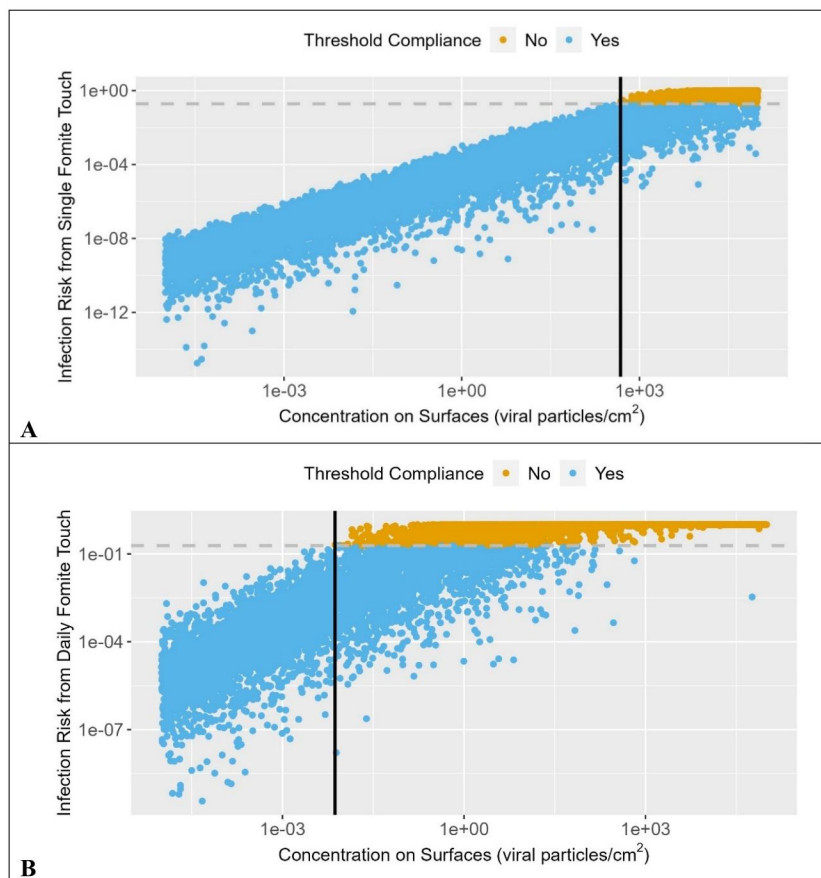 Threshold Compliance No Yes
Infection Risk from Single Fomite Touch
1e+00
1e-04
1e-08
1e-12
1e-03 1e+00 1e+03
Concentration on Surfaces (viral particles/cm²)
A
Threshold Compliance No Yes
Infection Risk from Daily Fomite Touch
1e-01
1e-04
1e-07
1e-03 1e+00 1e+03
Concentration on Surfaces (viral particles/cm²)
B